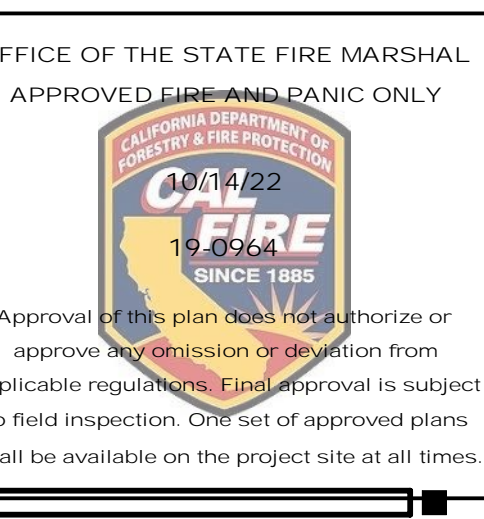 FFICE OF THE STATE FIRE MARSHAL
APPROVED FIRE AND PANIC ONLY
CALIFORNIA DEPARTMENT OF
FORESTRY & FIRE PROTECTION
CAL
10/14/22
FIRE
19-0964
SINCE 1885
Approval of this plan does not authorize or
approve any omission or deviation from
plicable regulations. Final approval is subject
o field inspection. One set of approved plans
all be available on the project site at all times.